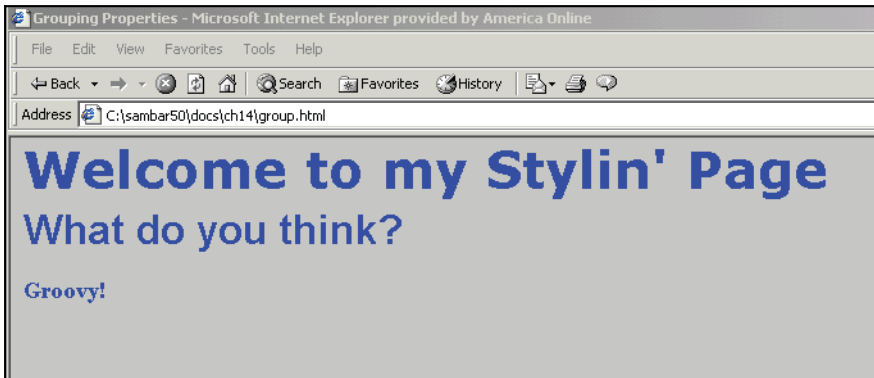 Grouping Properties - Microsoft Internet Explorer provided by America Online
File Edit View Favorites Tools Help
Back Search Favorites History
Address C:\sambar50\docs\ch14\group.html
Welcome to my Stylin' Page
What do you think?
Groovy!